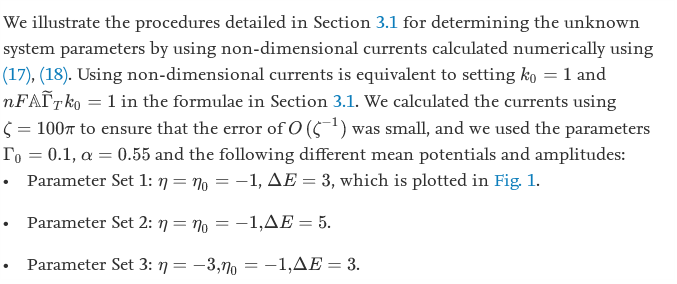 We illustrate the procedures detailed in Section 3.1 for determining the unknown
system parameters by using non-dimensional currents calculated numerically using
(17), (18). Using non-dimensional currents is equivalent to setting k₀ = 1 and
nF𝔸Γ̃_T k₀ = 1 in the formulae in Section 3.1. We calculated the currents using
ζ = 100π to ensure that the error of O (ζ⁻¹) was small, and we used the parameters
Γ₀ = 0.1, α = 0.55 and the following different mean potentials and amplitudes:
• Parameter Set 1: η = η₀ = −1, ΔE = 3, which is plotted in Fig. 1.
• Parameter Set 2: η = η₀ = −1,ΔE = 5.
• Parameter Set 3: η = −3,η₀ = −1,ΔE = 3.